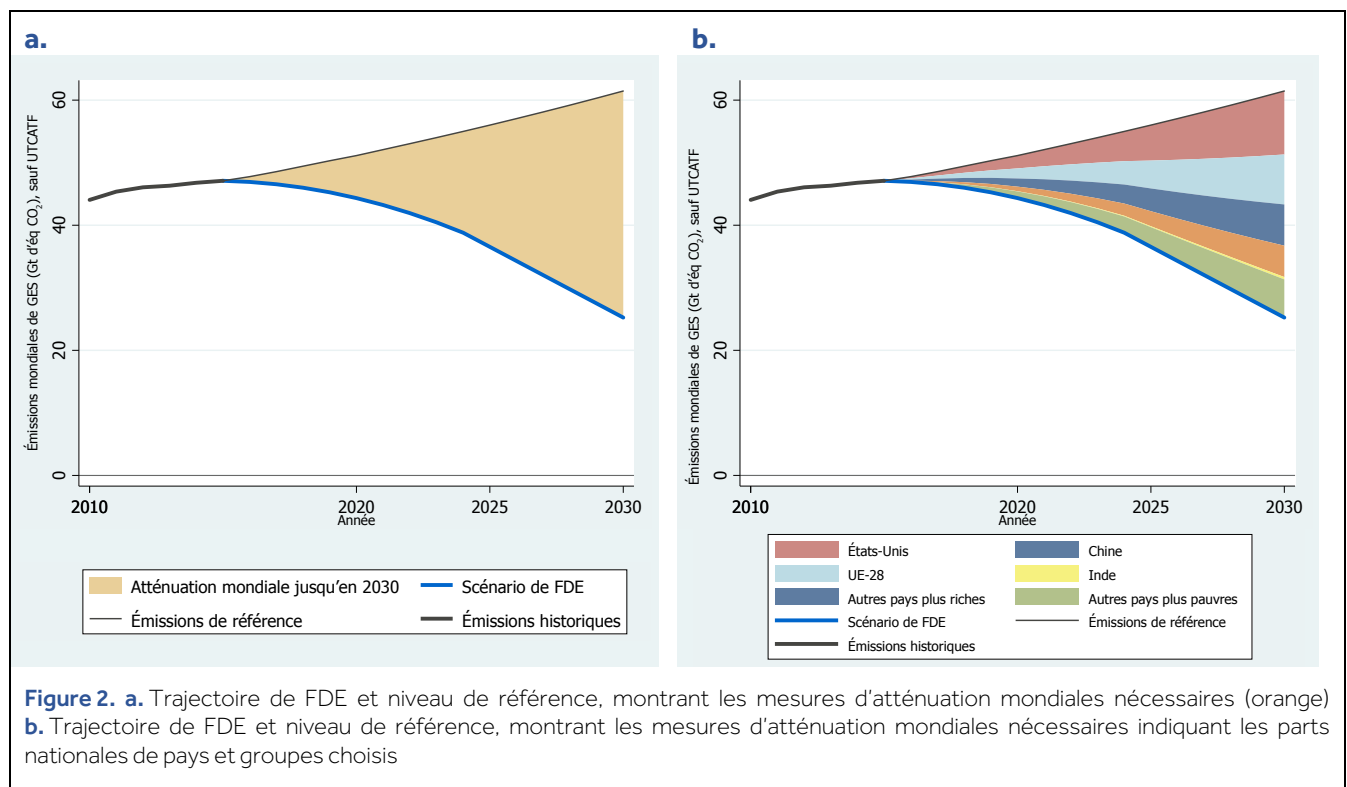 a.
Émissions mondiales de GES (Gt d'éq CO₂), sauf UTCATF
60
40
20
0
2010
2020
2025
2030
Année
Atténuation mondiale jusqu'en 2030
Scénario de FDE
Émissions de référence
Émissions historiques
b.
Émissions mondiales de GES (Gt d'éq CO₂), sauf UTCATF
60
40
20
0
2010
2020
2025
2030
Année
États-Unis
Chine
UE-28
Inde
Autres pays plus riches
Autres pays plus pauvres
Scénario de FDE
Émissions de référence
Émissions historiques
Figure 2. a. Trajectoire de FDE et niveau de référence, montrant les mesures d'atténuation mondiales nécessaires (orange)
b. Trajectoire de FDE et niveau de référence, montrant les mesures d'atténuation mondiales nécessaires indiquant les parts
nationales de pays et groupes choisis